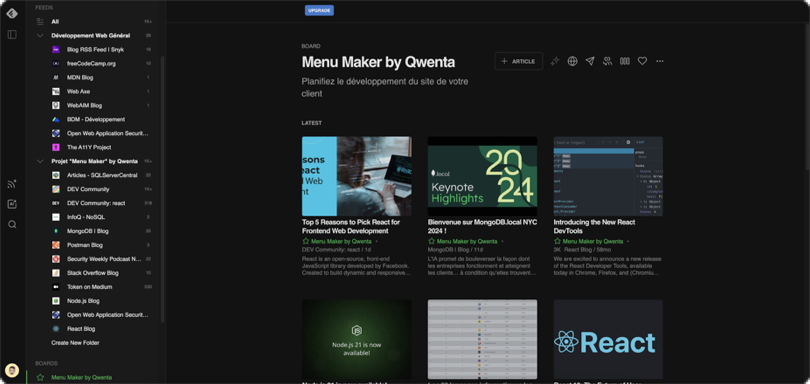 FEEDS
All
1K+
Développement Web Général
Blog RSS Feed | Snyk
freeCodeCamp.org
MDN Blog
Web Axe
WebAIM Blog
BDM - Développement
Open Web Application Securit...
The A11Y Project
Projet "Menu Maker" by Qwenta
1K+
Articles - SQLServerCentral
DEV Community
1K+
DEV Community: react
InfoQ - NoSQL
MongoDB | Blog
Postman Blog
Security Weekly Podcast N...
Stack Overflow Blog
Token on Medium
Node.js Blog
Open Web Application Securit...
React Blog
Create New Folder
BOARDS
Menu Maker by Qwenta
UPGRADE
BOARD
Menu Maker by Qwenta
+ ARTICLE
Planifiez le développement du site de votre
client
LATEST
sons
eact
d Web
ent
.local
Keynote
Highlights
20
24
Top 5 Reasons to Pick React for
Frontend Web Development
Menu Maker by Qwenta
DEV Community: react / 1d
React is an open-source, front-end
JavaScript library developed by Facebook.
Created to build dynamic and responsive...
Bienvenue sur MongoDB.local NYC
2024 !
Menu Maker by Qwenta
MongoDB | Blog / 11d
L'IA promet de bouleverser la façon dont
les entreprises fonctionnent et atteignent
les clients... à condition qu'elles trouvent...
Introducing the New React
DevTools
Menu Maker by Qwenta
3K React Blog / 58mo
We are excited to announce a new release
of the React Developer Tools, available
today in Chrome, Firefox, and (Chromiu...
Node.js 21 is now
available!
React